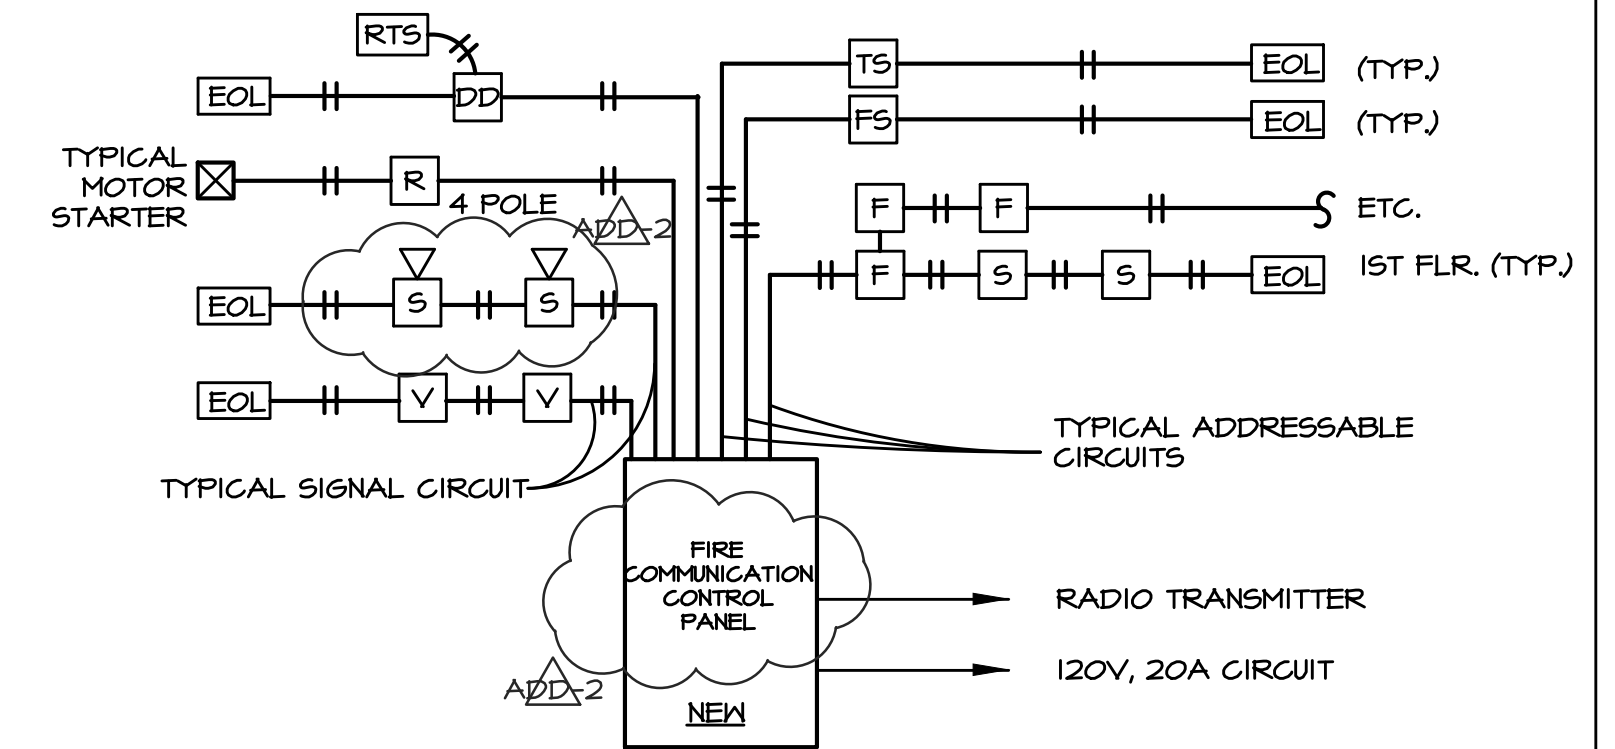 RTS
EOL
DD
TYPICAL
MOTOR
STARTER
R
4 POLE
ADD-2
EOL
S
S
EOL
V
V
TYPICAL SIGNAL CIRCUIT
TS
EOL
(TYP.)
FS
EOL
(TYP.)
F
F
ETC.
F
S
S
EOL
1ST FLR. (TYP.)
TYPICAL ADDRESSABLE
CIRCUITS
FIRE
COMMUNICATION
CONTROL
PANEL
ADD-2
NEW
RADIO TRANSMITTER
120V, 20A CIRCUIT